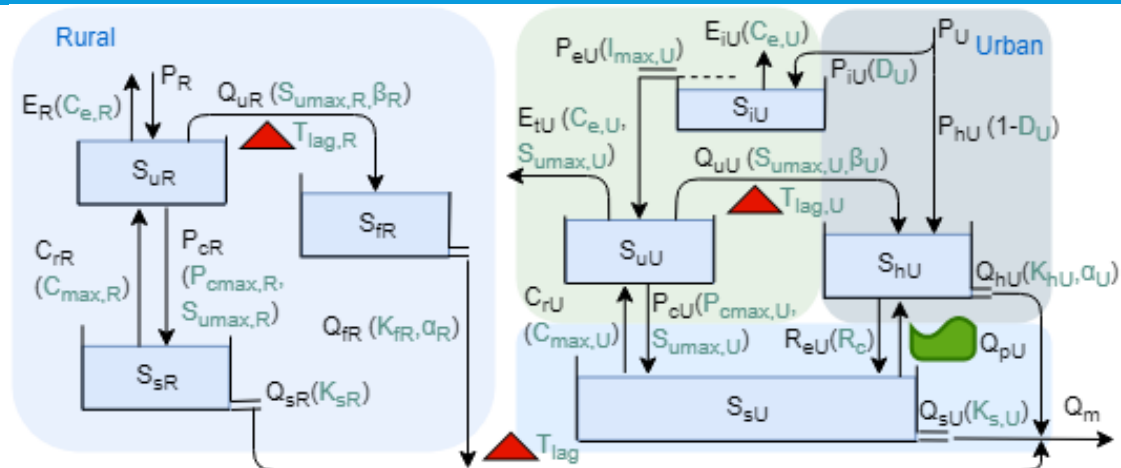 Rural
E_R(C_e,R)
P_R
Q_uR (S_umax,R,β_R)
T_lag,R
S_uR
S_fR
C_rR
(C_max,R)
P_cR
(P_cmax,R,
S_umax,R)
Q_fR (K_fR,α_R)
S_sR
Q_sR(K_sR)
T_lag
P_eU(I_max,U)
E_iU(C_e,U)
P_U
Urban
P_iU(D_U)
S_iU
E_tU (C_e,U,
S_umax,U)
P_hU (1-D_U)
Q_uU (S_umax,U,β_U)
T_lag,U
S_uU
S_hU
Q_hU(K_hU,α_U)
C_rU
(C_max,U)
P_cU(P_cmax,U,
S_umax,U)
R_eU(R_c)
Q_pU
S_sU
Q_sU(K_s,U)
Q_m